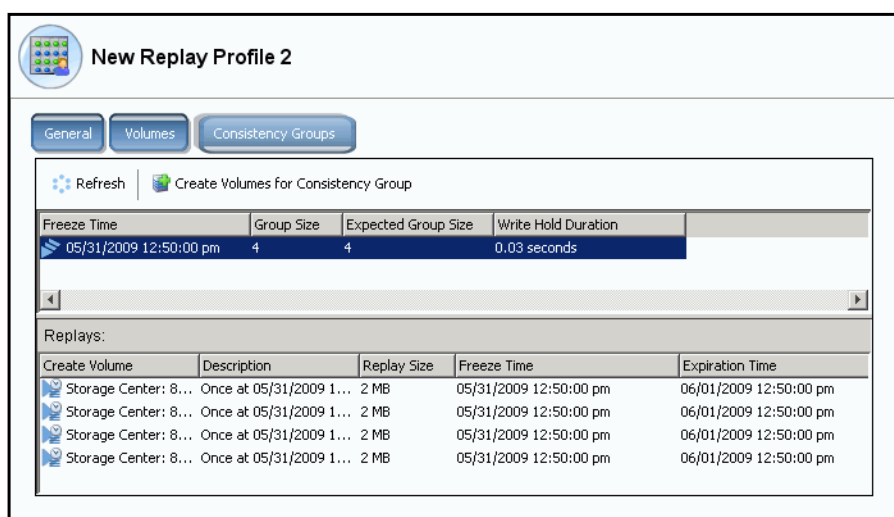 New Replay Profile 2
General Volumes Consistency Groups
Refresh Create Volumes for Consistency Group
Freeze Time Group Size Expected Group Size Write Hold Duration
05/31/2009 12:50:00 pm 4 4 0.03 seconds
Replays:
Create Volume Description Replay Size Freeze Time Expiration Time
Storage Center: 8... Once at 05/31/2009 1... 2 MB 05/31/2009 12:50:00 pm 06/01/2009 12:50:00 pm
Storage Center: 8... Once at 05/31/2009 1... 2 MB 05/31/2009 12:50:00 pm 06/01/2009 12:50:00 pm
Storage Center: 8... Once at 05/31/2009 1... 2 MB 05/31/2009 12:50:00 pm 06/01/2009 12:50:00 pm
Storage Center: 8... Once at 05/31/2009 1... 2 MB 05/31/2009 12:50:00 pm 06/01/2009 12:50:00 pm